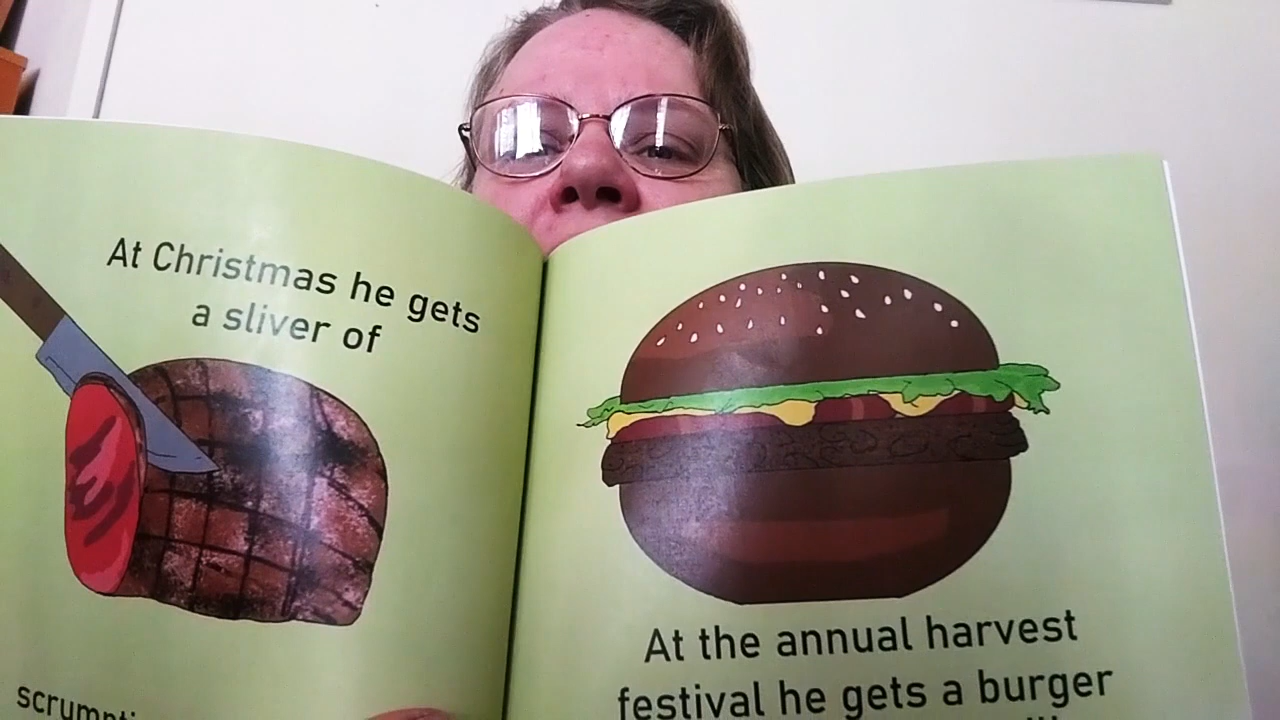 At Christmas he gets
a sliver of
At the annual harvest
festival he gets a burger